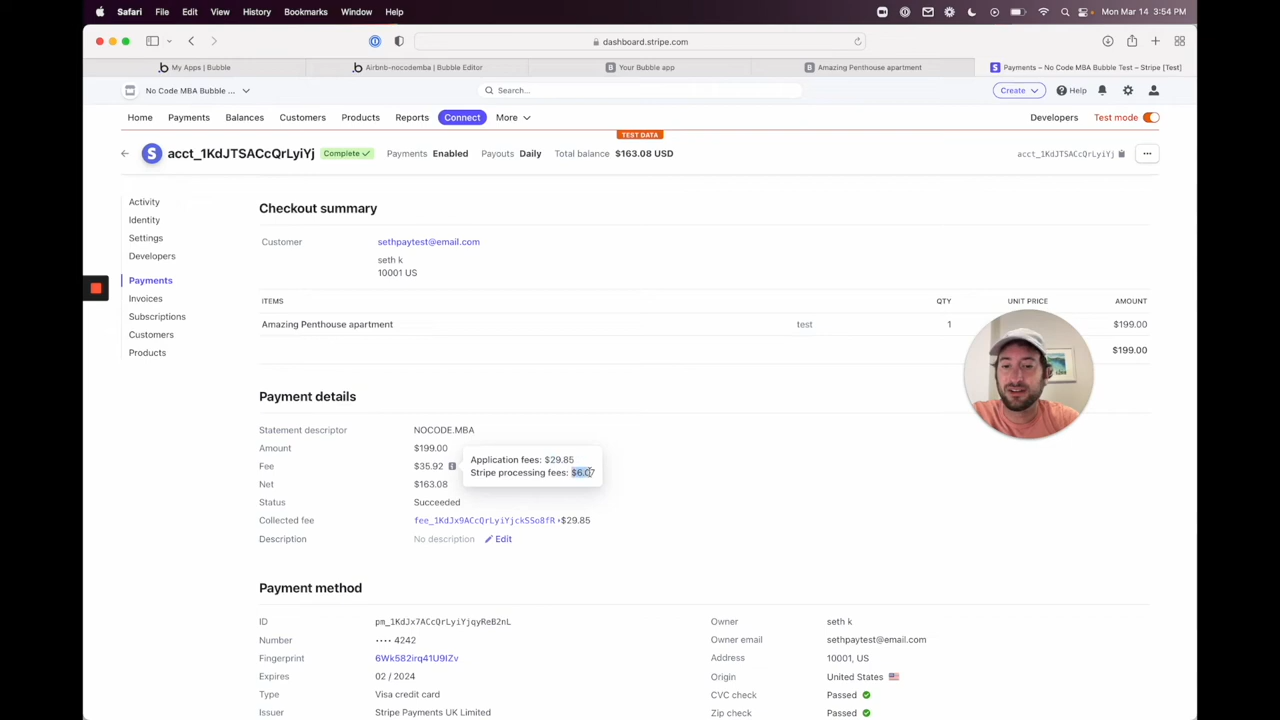 Safari File Edit View History Bookmarks Window Help Mon Mar 14 3:54 PM
dashboard.stripe.com
My Apps | Bubble Airbnb-nocodemba | Bubble Editor Your Bubble app Amazing Penthouse apartment Payments – No Code MBA Bubble Test – Stripe [Test]
No Code MBA Bubble ... Search... Create Help
Home Payments Balances Customers Products Reports Connect More Developers Test mode
TEST DATA
acct_1KdJTSACcQrLyiYj Complete Payments Enabled Payouts Daily Total balance $163.08 USD acct_1KdJTSACcQrLyiYj
Activity
Identity
Settings
Developers
Payments
Invoices
Subscriptions
Customers
Products
Checkout summary
Customer sethpaytest@email.com
seth k
10001 US
ITEMS QTY UNIT PRICE AMOUNT
Amazing Penthouse apartment test 1 $199.00
$199.00
Payment details
Statement descriptor NOCODE.MBA
Amount $199.00
Application fees: $29.85
Fee $35.92
Stripe processing fees: $6.07
Net $163.08
Status Succeeded
Collected fee fee_1KdJx9ACcQrLyiYjckSSo8fR $29.85
Description No description Edit
Payment method
ID pm_1KdJx7ACcQrLyiYjqyReB2nL Owner seth k
Number •••• 4242 Owner email sethpaytest@email.com
Fingerprint 6Wk582irq41U9IZv Address 10001, US
Expires 02 / 2024 Origin United States
Type Visa credit card CVC check Passed
Issuer Stripe Payments UK Limited Zip check Passed